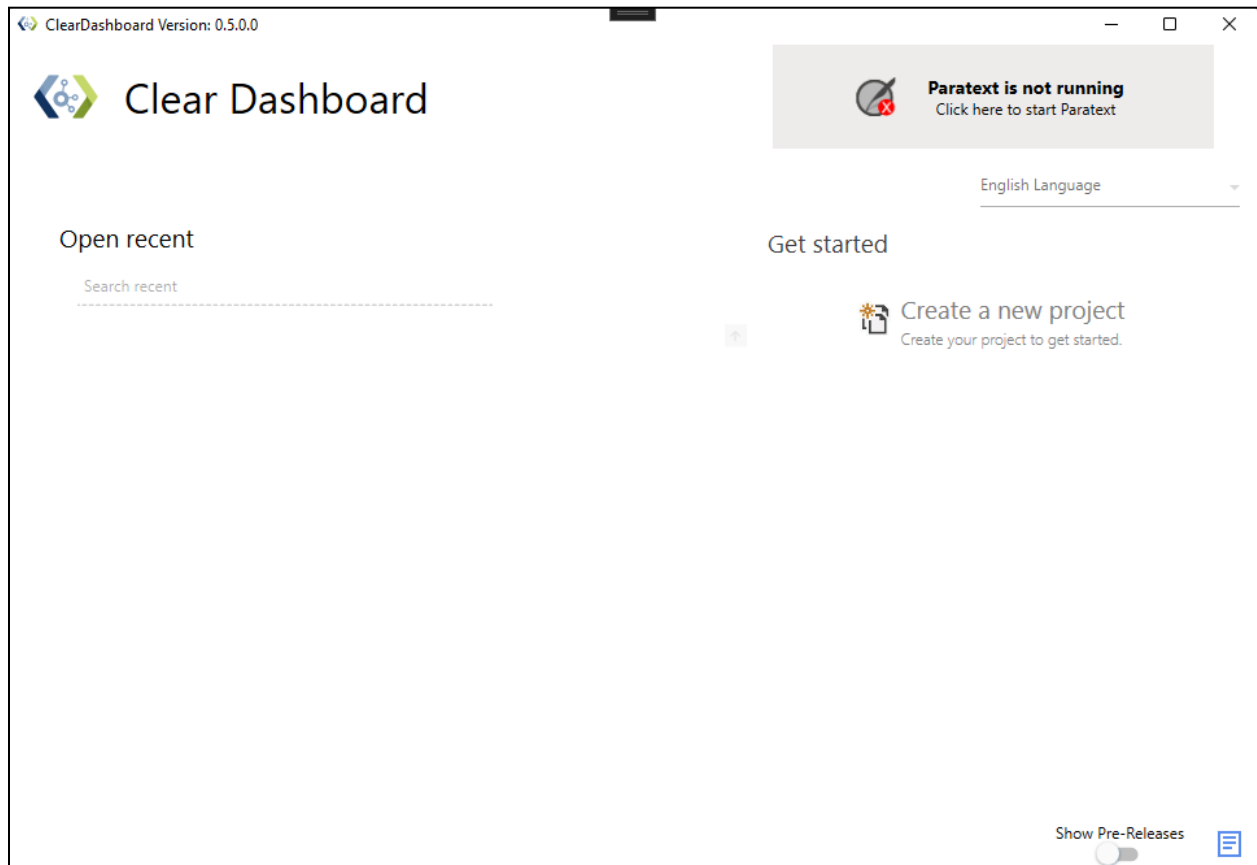 ClearDashboard Version: 0.5.0.0
Clear Dashboard
Paratext is not running
Click here to start Paratext
English Language
Open recent
Search recent
Get started
Create a new project
Create your project to get started.
Show Pre-Releases